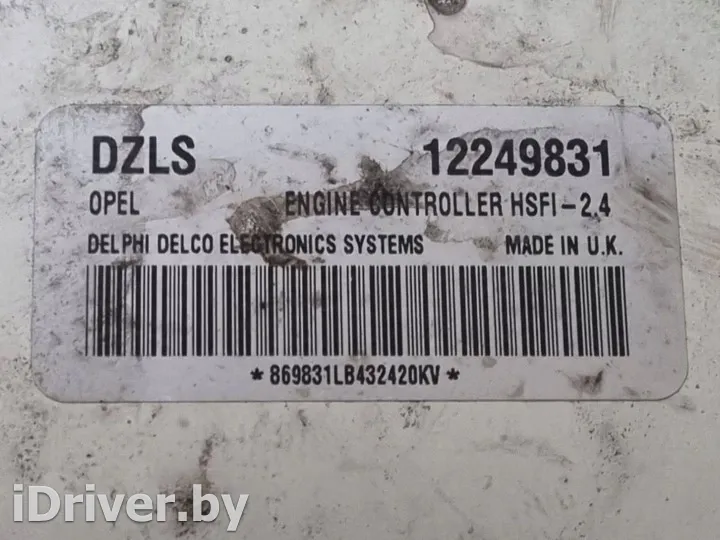 DZLS 12249831
OPEL ENGINE CONTROLLER HSFI-2.4
DELPHI DELCO ELECTRONICS SYSTEMS MADE IN U.K.
*869831LB432420KV*
iDriver.by